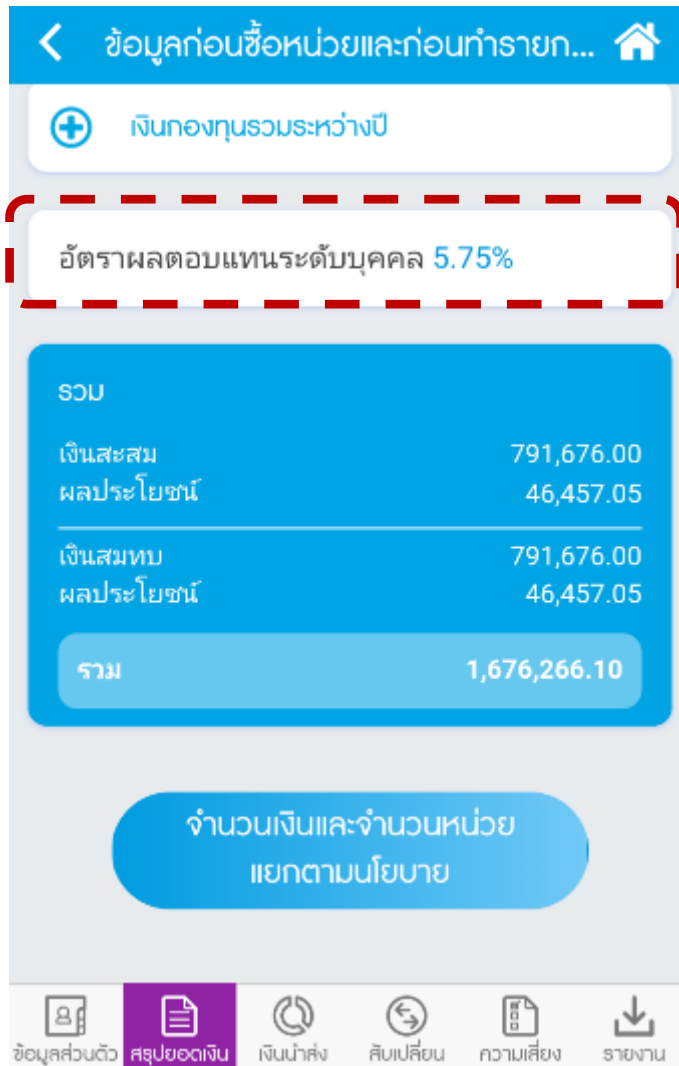 ข้อมูลก่อนซื้อหน่วยและก่อนทำรายก...
เงินกองทุนรวมระหว่างปี
อัตราผลตอบแทนระดับบุคคล 5.75%
รวม
เงินสะสม 791,676.00
ผลประโยชน์ 46,457.05
เงินสมทบ 791,676.00
ผลประโยชน์ 46,457.05
รวม 1,676,266.10
จำนวนเงินและจำนวนหน่วย
แยกตามนโยบาย
ข้อมูลส่วนตัว สรุปยอดเงิน เงินนำส่ง สับเปลี่ยน ความเสี่ยง รายงาน